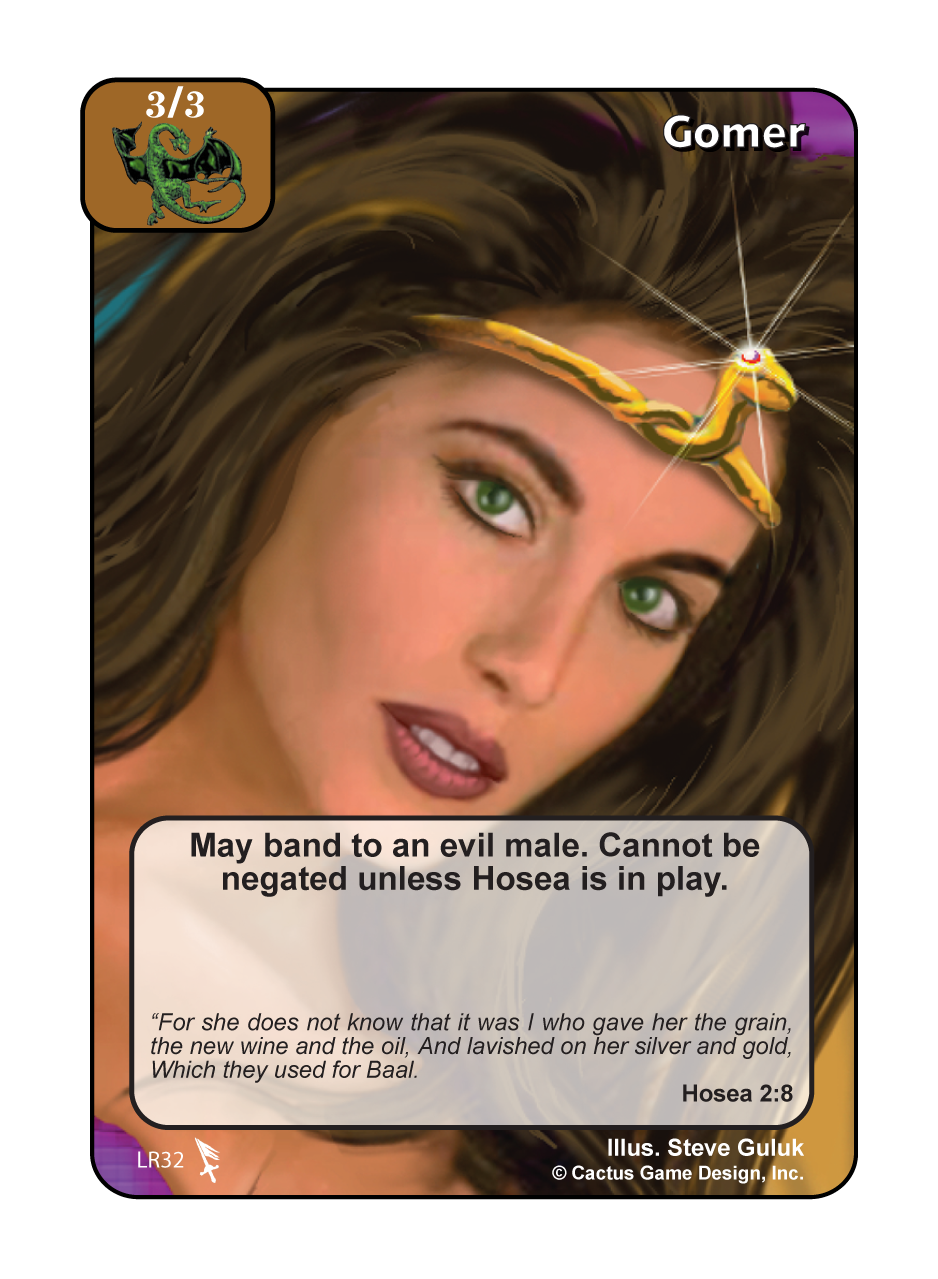 3/3
Gomer
May band to an evil male. Cannot be
negated unless Hosea is in play.
“For she does not know that it was I who gave her the grain,
the new wine and the oil, And lavished on her silver and gold,
Which they used for Baal.
Hosea 2:8
LR32
Illus. Steve Guluk
© Cactus Game Design, Inc.